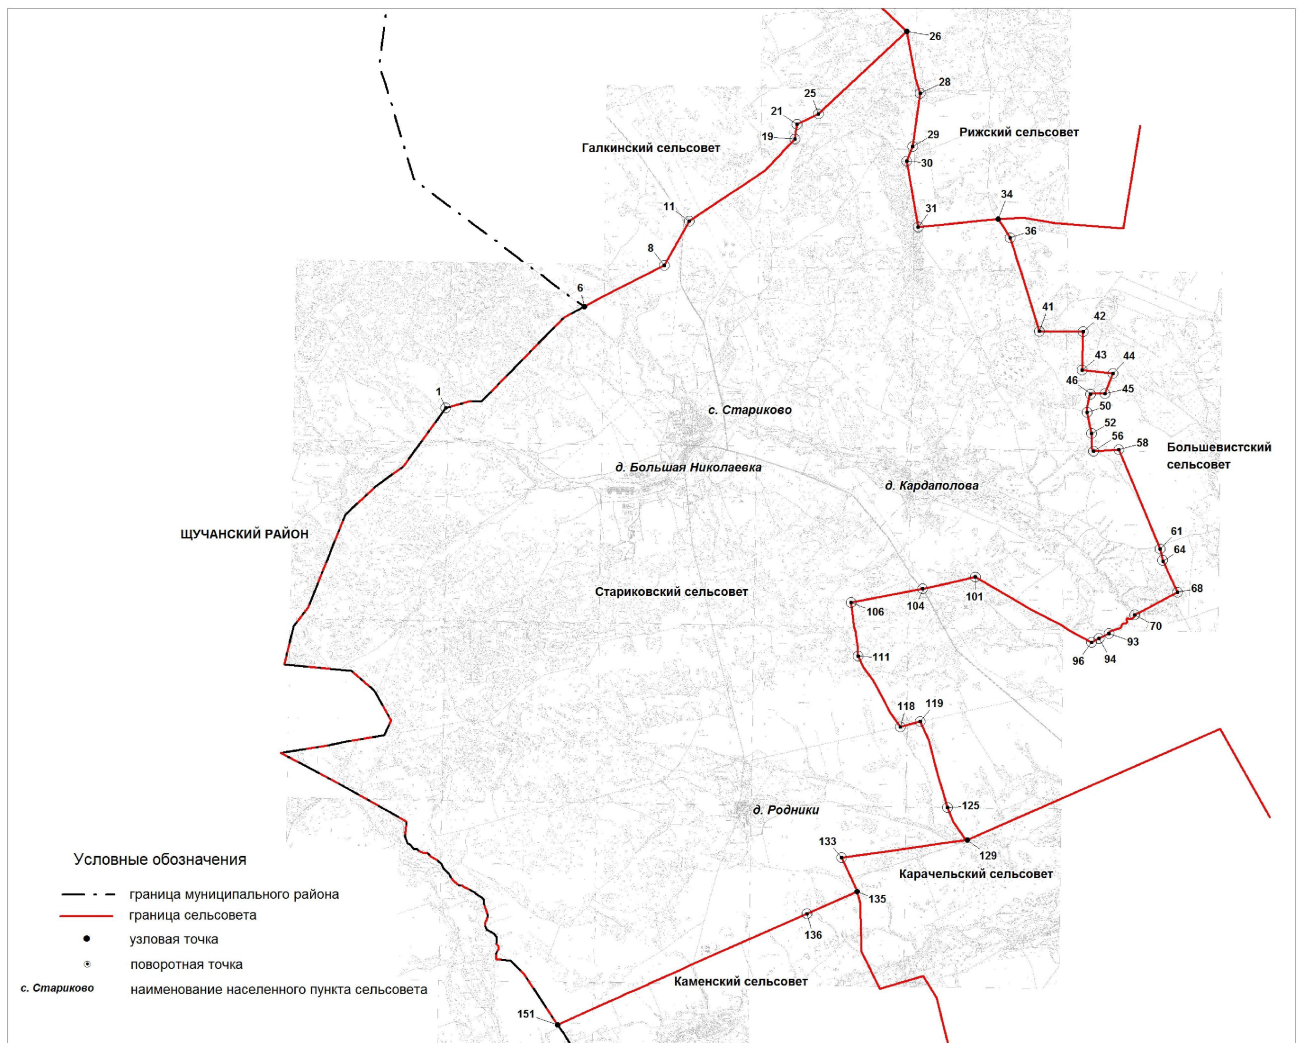 26
28
25
21
19
29
30
Рижский сельсовет
Галкинский сельсовет
11
31
34
36
8
6
41
42
43
44
46
45
1
50
с. Стариково
52
56
58
Большевистский
сельсовет
д. Большая Николаевка
д. Кардаполова
ЩУЧАНСКИЙ РАЙОН
61
64
Стариковский сельсовет
101
104
68
106
70
93
94
96
111
118
119
125
д. Родники
129
133
Карачельский сельсовет
135
136
Каменский сельсовет
151
Условные обозначения
граница муниципального района
граница сельсовета
узловая точка
поворотная точка
с. Стариково наименование населенного пункта сельсовета